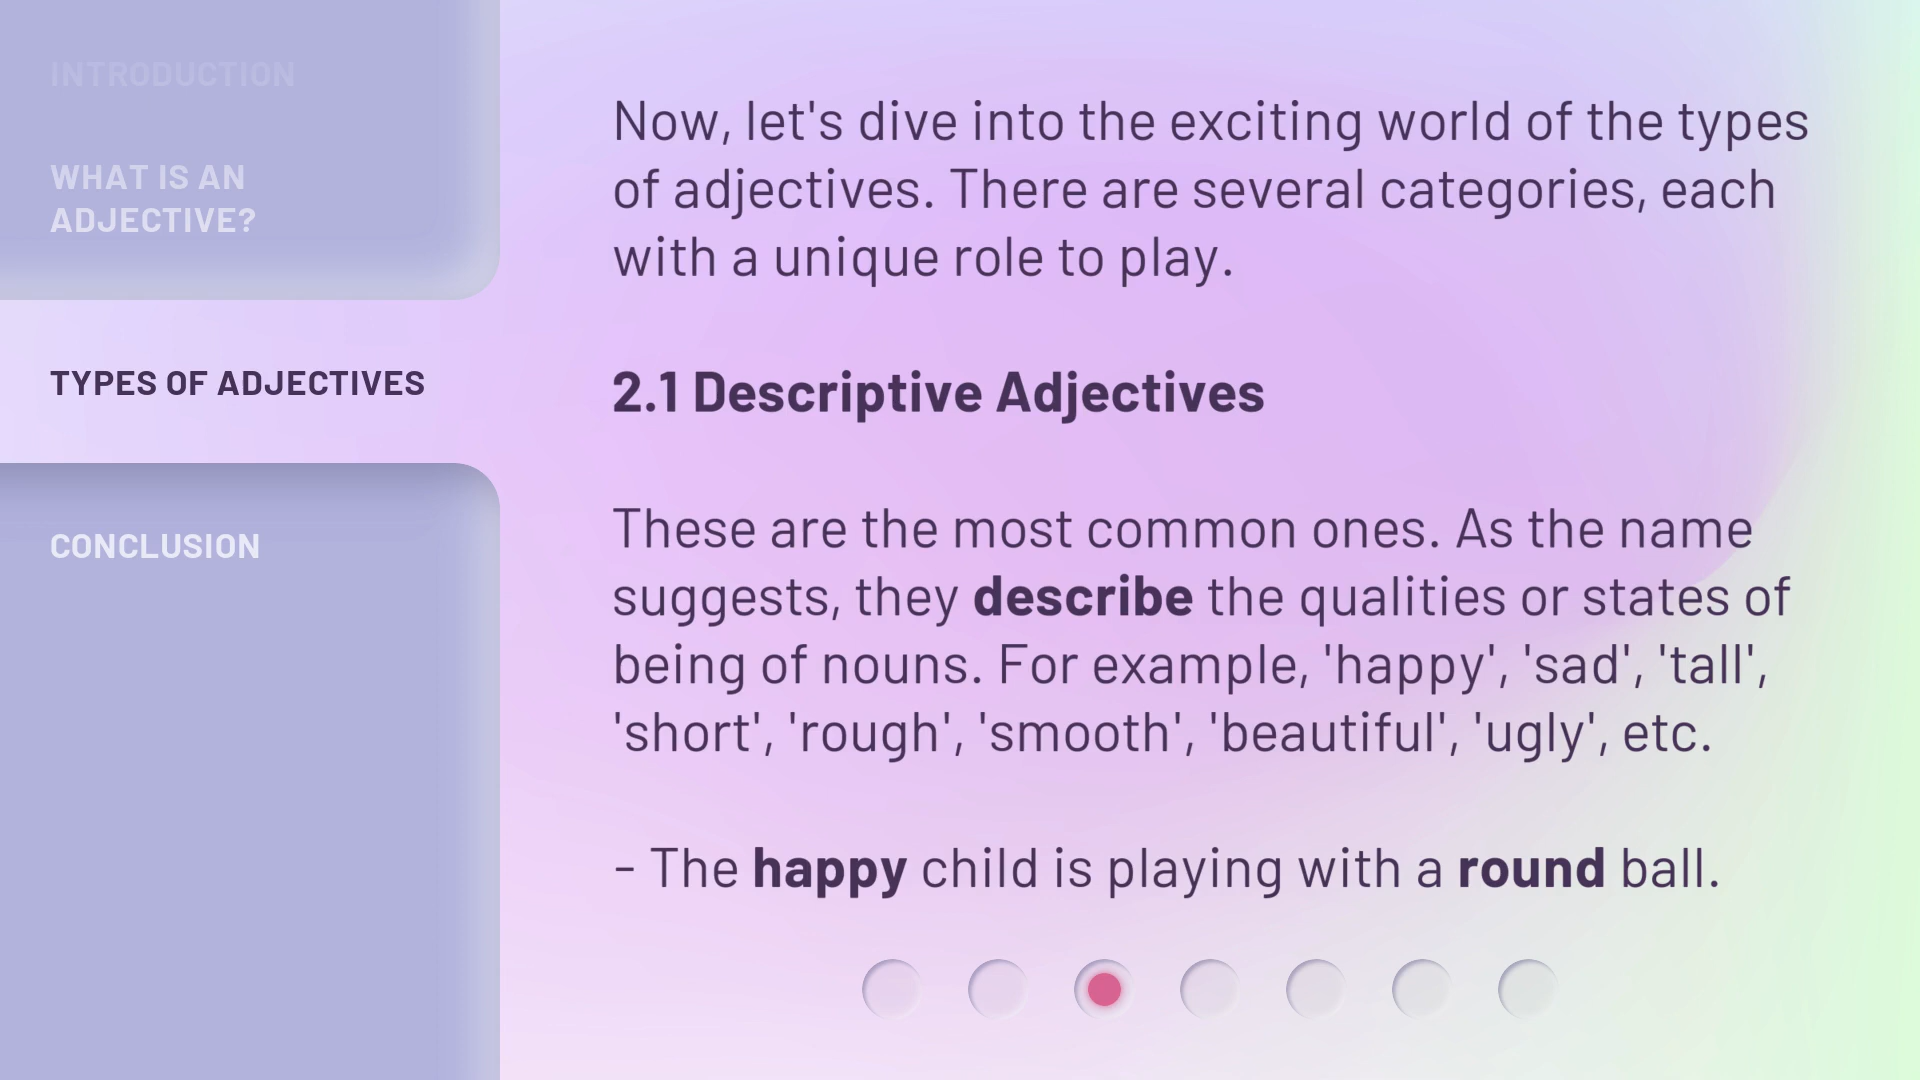 INTRODUCTION
WHAT IS AN
ADJECTIVE?
TYPES OF ADJECTIVES
CONCLUSION
Now, let's dive into the exciting world of the types
of adjectives. There are several categories, each
with a unique role to play.
2.1 Descriptive Adjectives
These are the most common ones. As the name
suggests, they describe the qualities or states of
being of nouns. For example, 'happy', 'sad', 'tall',
'short', 'rough', 'smooth', 'beautiful', 'ugly', etc.
- The happy child is playing with a round ball.